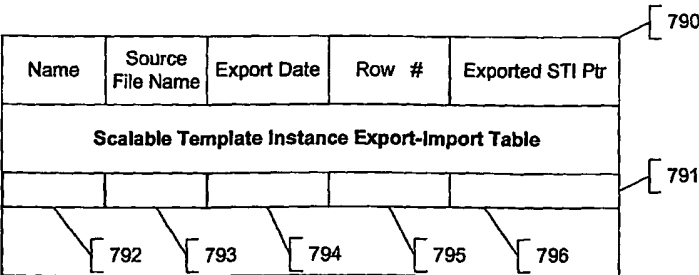 790
Name Source File Name Export Date Row # Exported STI Ptr
Scalable Template Instance Export-Import Table
791
792 793 794 795 796